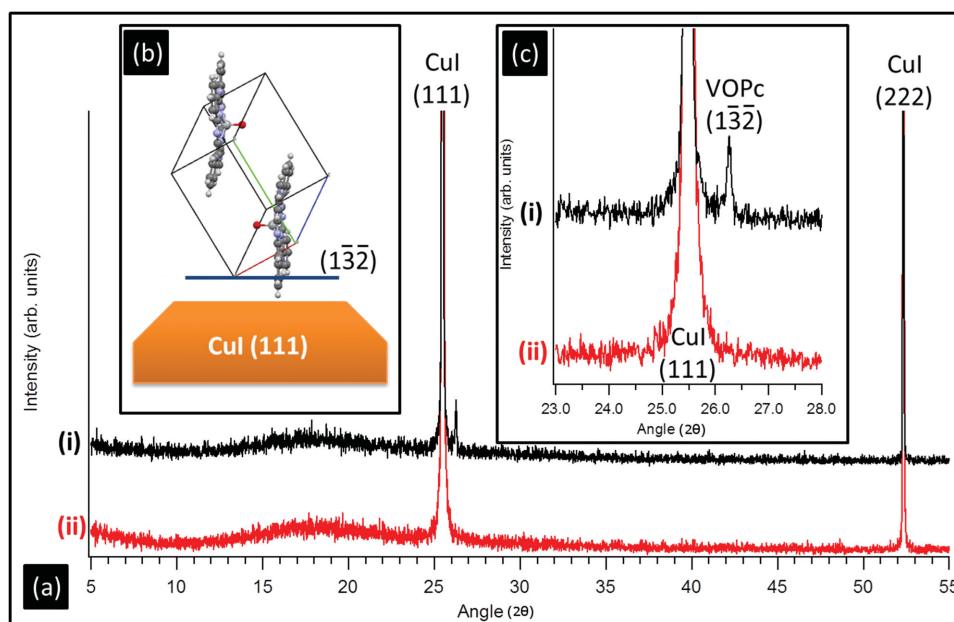 (b)
(13̅2̅)
CuI (111)
CuI
(111)
(c)
VOPc
(13̅2̅)
(i)
(ii)
CuI
(111)
Intensity (arb. units)
23.0 24.0 25.0 26.0 27.0 28.0
Angle (2θ)
CuI
(222)
Intensity (arb. units)
(i)
(ii)
(a)
5 10 15 20 25 30 35 40 45 50 55
Angle (2θ)